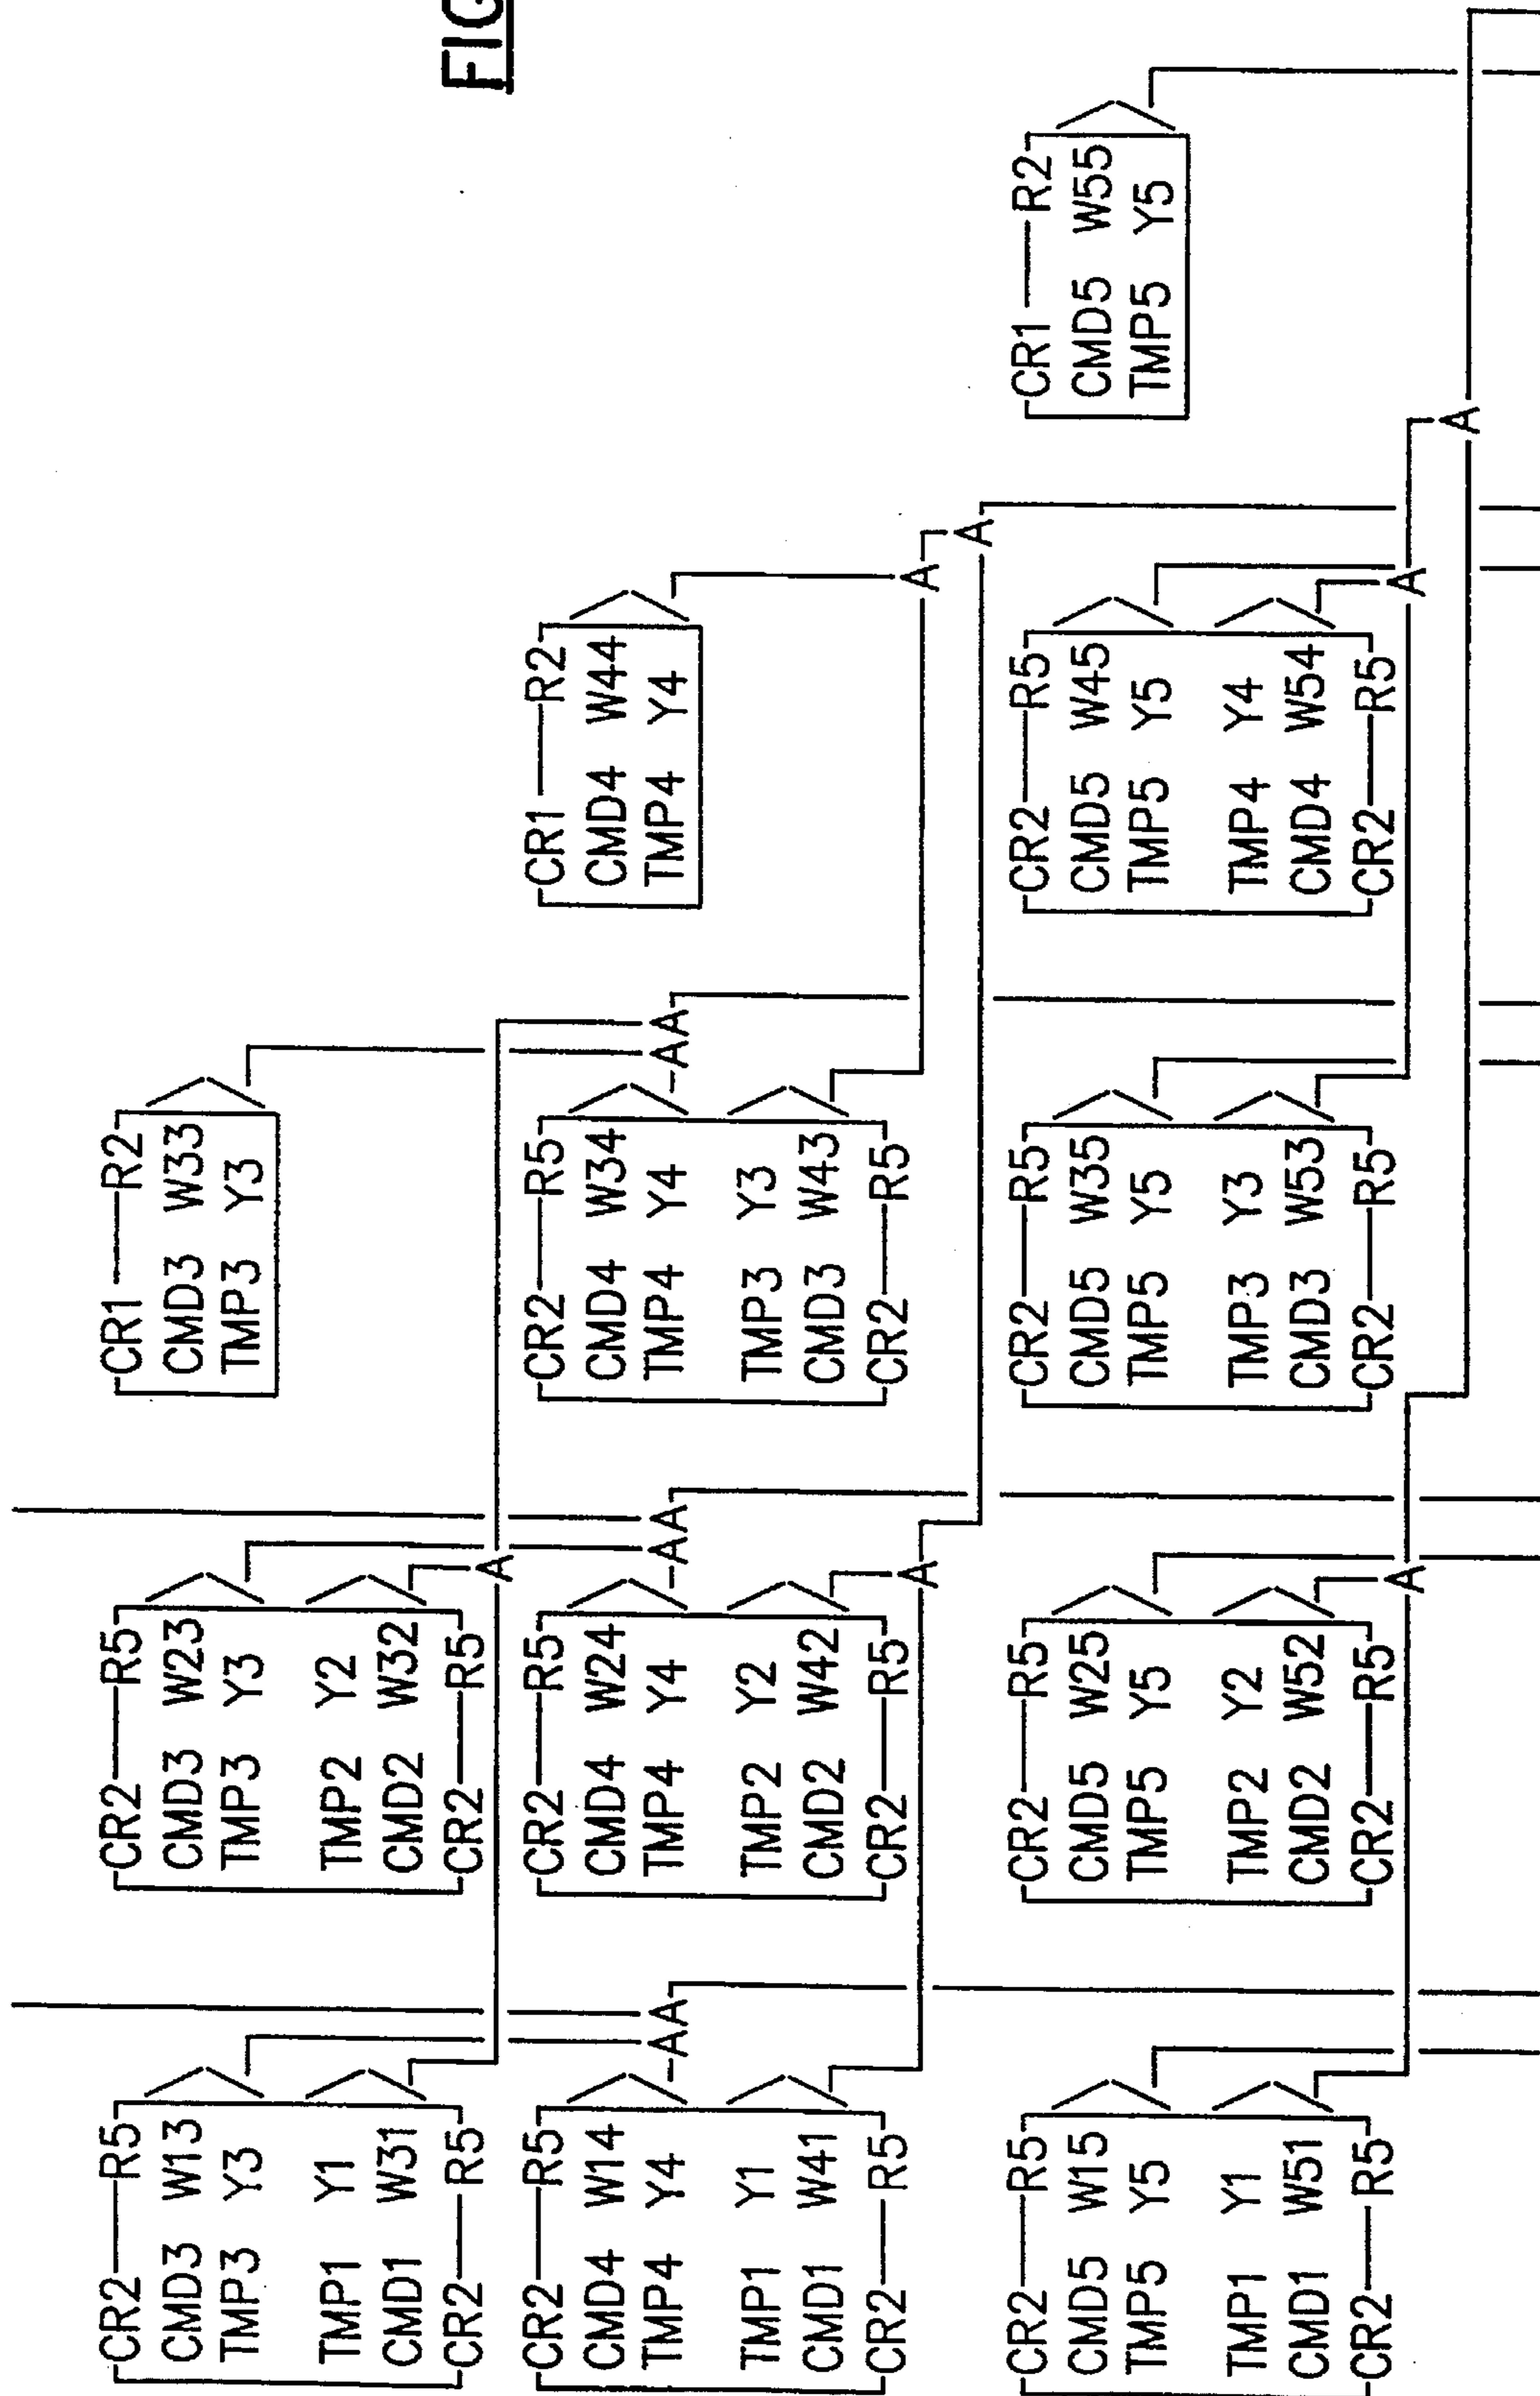 CR2 R5
CMD3 W13
TMP3 Y3
TMP1 Y1
CMD1 W31
CR2 R5
CR2 R5
CMD3 W23
TMP3 Y3
TMP2 Y2
CMD2 W32
CR2 R5
A
CR1 R2
CMD3 W33
TMP3 Y3
FIG
CR2 R5
CMD4 W14
TMP4 Y4
A A
TMP1 Y1
CMD1 W41
CR2 R5
CR2 R5
CMD4 W24
TMP4 Y4
A A
TMP2 Y2
CMD2 W42
CR2 R5
A
CR2 R5
CMD4 W34
TMP4 Y4
A A
TMP3 Y3
CMD3 W43
CR2 R5
CR1 R2
CMD4 W44
TMP4 Y4
A
A
CR2 R5
CMD5 W15
TMP5 Y5
TMP1 Y1
CMD1 W51
CR2 R5
CR2 R5
CMD5 W25
TMP5 Y5
TMP2 Y2
CMD2 W52
CR2 R5
A
CR2 R5
CMD5 W35
TMP5 Y5
TMP3 Y3
CMD3 W53
CR2 R5
CR2 R5
CMD5 W45
TMP5 Y5
TMP4 Y4
CMD4 W54
CR2 R5
A
CR1 R2
CMD5 W55
TMP5 Y5
A